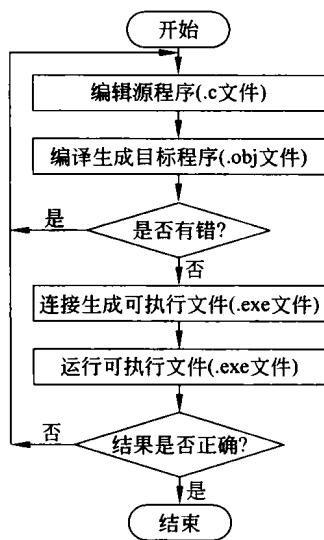 开始
编辑源程序(.c文件)
编译生成目标程序(.obj文件)
是
是否有错?
否
连接生成可执行文件(.exe文件)
运行可执行文件(.exe文件)
否
结果是否正确?
是
结束